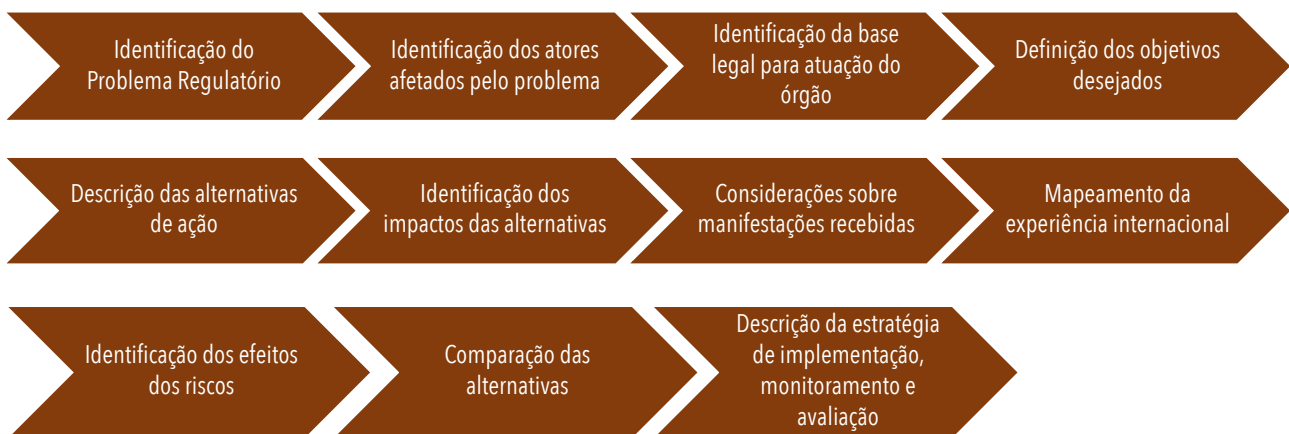 Identificação do
Problema Regulatório
Identificação dos atores
afetados pelo problema
Identificação da base
legal para atuação do
órgão
Definição dos objetivos
desejados
Descrição das alternativas
de ação
Identificação dos
impactos das alternativas
Considerações sobre
manifestações recebidas
Mapeamento da
experiência internacional
Identificação dos efeitos
dos riscos
Comparação das
alternativas
Descrição da estratégia
de implementação,
monitoramento e
avaliação